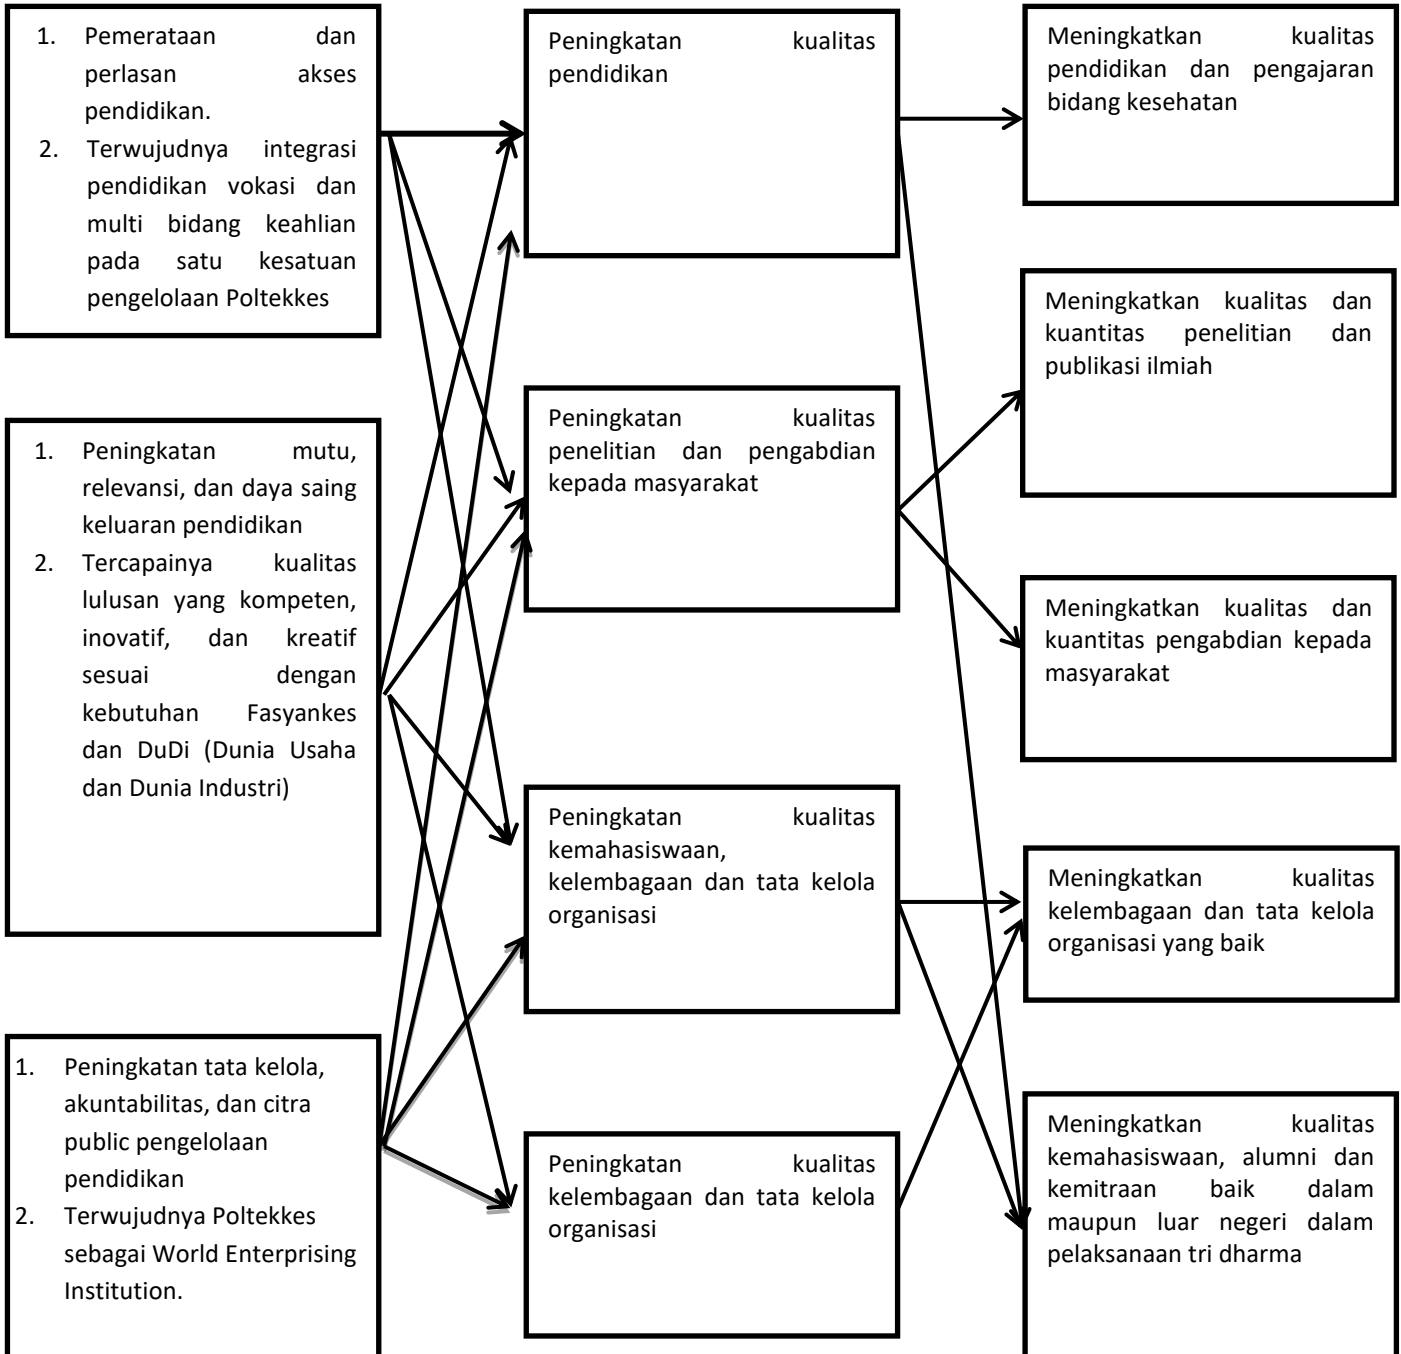 1. Pemerataan dan
perlasan akses
pendidikan.
2. Terwujudnya integrasi
pendidikan vokasi dan
multi bidang keahlian
pada satu kesatuan
pengelolaan Poltekkes
1. Peningkatan mutu,
relevansi, dan daya saing
keluaran pendidikan
2. Tercapainya kualitas
lulusan yang kompeten,
inovatif, dan kreatif
sesuai dengan
kebutuhan Fasyankes
dan DuDi (Dunia Usaha
dan Dunia Industri)
1. Peningkatan tata kelola,
akuntabilitas, dan citra
public pengelolaan
pendidikan
2. Terwujudnya Poltekkes
sebagai World Enterprising
Institution.
Peningkatan kualitas
pendidikan
Peningkatan kualitas
penelitian dan pengabdian
kepada masyarakat
Peningkatan kualitas
kemahasiswaan,
kelembagaan dan tata kelola
organisasi
Peningkatan kualitas
kelembagaan dan tata kelola
organisasi
Meningkatkan kualitas
pendidikan dan pengajaran
bidang kesehatan
Meningkatkan kualitas dan
kuantitas penelitian dan
publikasi ilmiah
Meningkatkan kualitas dan
kuantitas pengabdian kepada
masyarakat
Meningkatkan kualitas
kelembagaan dan tata kelola
organisasi yang baik
Meningkatkan kualitas
kemahasiswaan, alumni dan
kemitraan baik dalam
maupun luar negeri dalam
pelaksanaan tri dharma